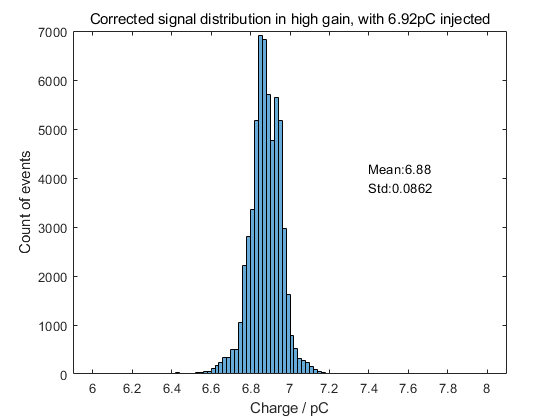 Corrected signal distribution in high gain, with 6.92pC injected
7000
6000
5000
4000
3000
2000
1000
0
Count of events
Mean:6.88
Std:0.0862
6 6.2 6.4 6.6 6.8 7 7.2 7.4 7.6 7.8 8
Charge / pC